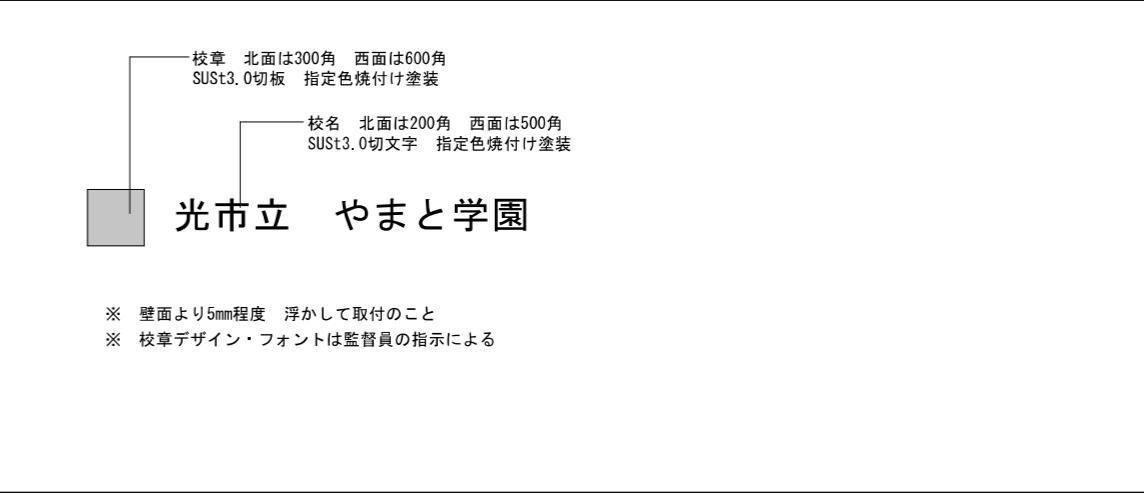 校章　北面は300角　西面は600角
SUSt3.0切板　指定色焼付け塗装
校名　北面は200角　西面は500角
SUSt3.0切文字　指定色焼付け塗装
光市立　やまと学園
※　壁面より5mm程度　浮かして取付のこと
※　校章デザイン・フォントは監督員の指示による